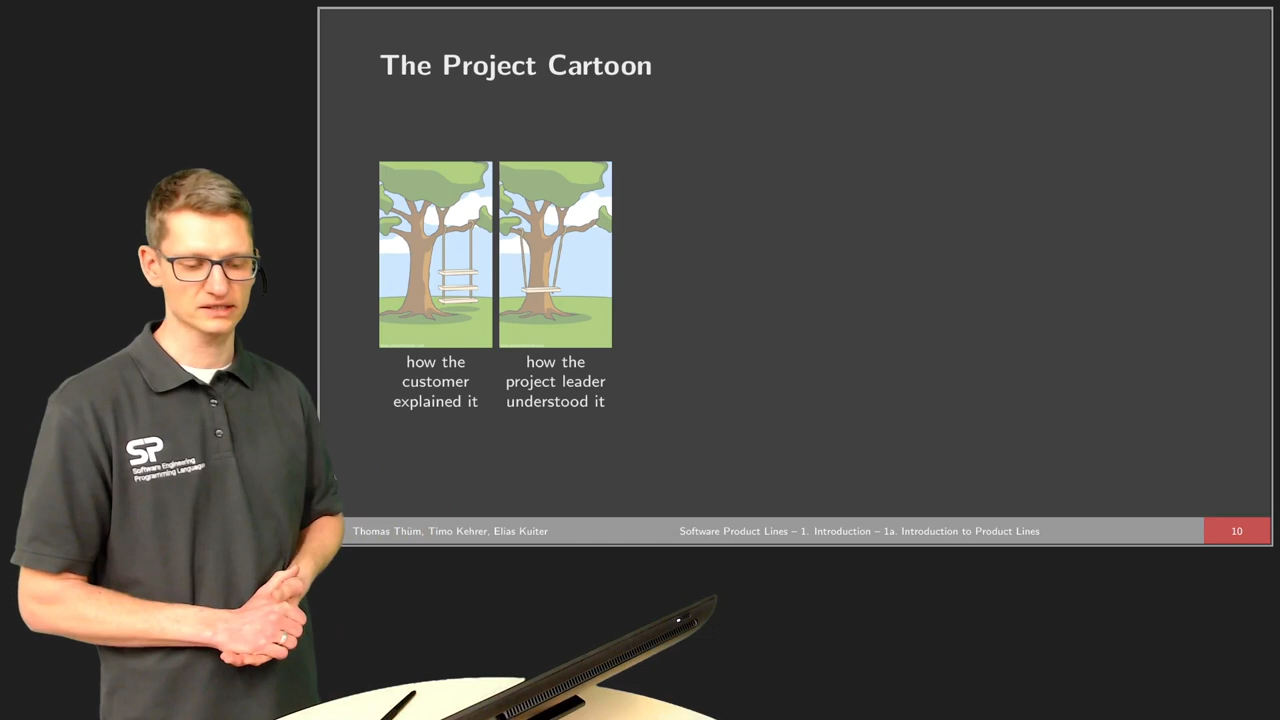 The Project Cartoon
how the
customer
explained it
how the
project leader
understood it
SP
Software Engineering
Programming Languages
Thomas Thüm, Timo Kehrer, Elias Kuiter
Software Product Lines – 1. Introduction – 1a. Introduction to Product Lines
10